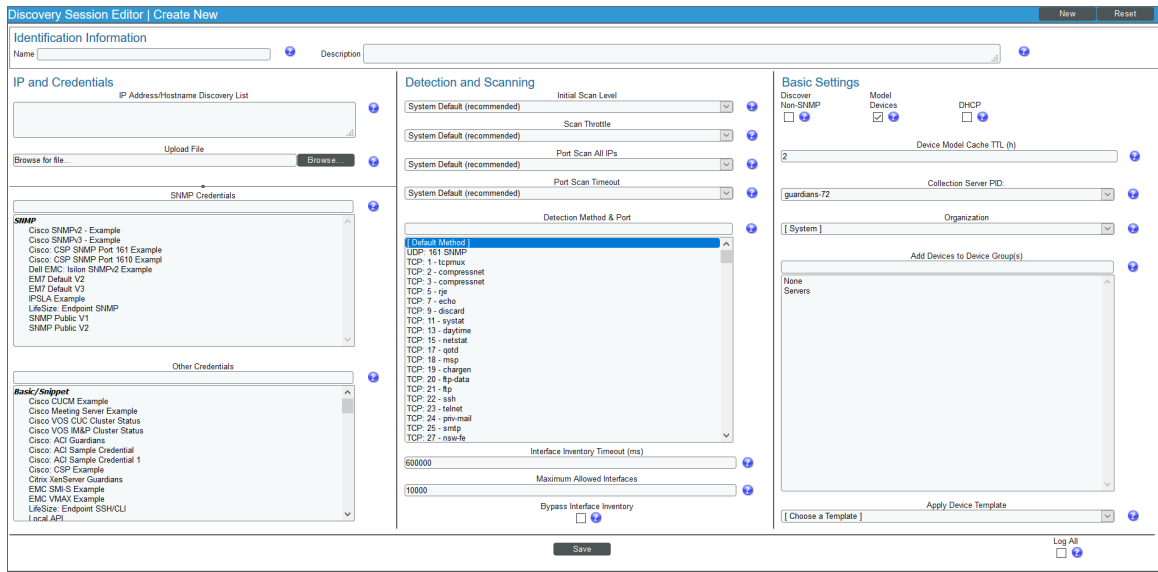 Discovery Session Editor | Create New
New
Reset
Identification Information
Name
Description
IP and Credentials
IP Address/Hostname Discovery List
Upload File
Browse for file...
Browse...
SNMP Credentials
SNMP
Cisco SNMPv2 - Example
Cisco SNMPv3 - Example
Cisco: CSP SNMP Port 161 Example
Cisco: CSP SNMP Port 1610 Exampl
Dell EMC: Isilon SNMPv2 Example
EM7 Default V2
EM7 Default V3
IPSLA Example
LifeSize: Endpoint SNMP
SNMP Public V1
SNMP Public V2
Other Credentials
Basic/Snippet
Cisco CUCM Example
Cisco Meeting Server Example
Cisco VOS CUC Cluster Status
Cisco VOS IM&P Cluster Status
Cisco: ACI Guardians
Cisco: ACI Sample Credential
Cisco: ACI Sample Credential 1
Cisco: CSP Example
Citrix XenServer Guardians
EMC SMI-S Example
EMC VMAX Example
LifeSize: Endpoint SSH/CLI
Local API
Detection and Scanning
Initial Scan Level
System Default (recommended)
Scan Throttle
System Default (recommended)
Port Scan All IPs
System Default (recommended)
Port Scan Timeout
System Default (recommended)
Detection Method & Port
[ Default Method ]
UDP: 161 SNMP
TCP: 1 - tcpmux
TCP: 2 - compressnet
TCP: 3 - compressnet
TCP: 5 - rje
TCP: 7 - echo
TCP: 9 - discard
TCP: 11 - systat
TCP: 13 - daytime
TCP: 15 - netstat
TCP: 17 - qotd
TCP: 18 - msp
TCP: 19 - chargen
TCP: 20 - ftp-data
TCP: 21 - ftp
TCP: 22 - ssh
TCP: 23 - telnet
TCP: 24 - priv-mail
TCP: 25 - smtp
TCP: 27 - nsw-fe
Interface Inventory Timeout (ms)
600000
Maximum Allowed Interfaces
10000
Bypass Interface Inventory
Basic Settings
Discover
Non-SNMP
Model
Devices
DHCP
Device Model Cache TTL (h)
2
Collection Server PID:
guardians-72
Organization
[ System ]
Add Devices to Device Group(s)
None
Servers
Apply Device Template
[ Choose a Template ]
Save
Log All